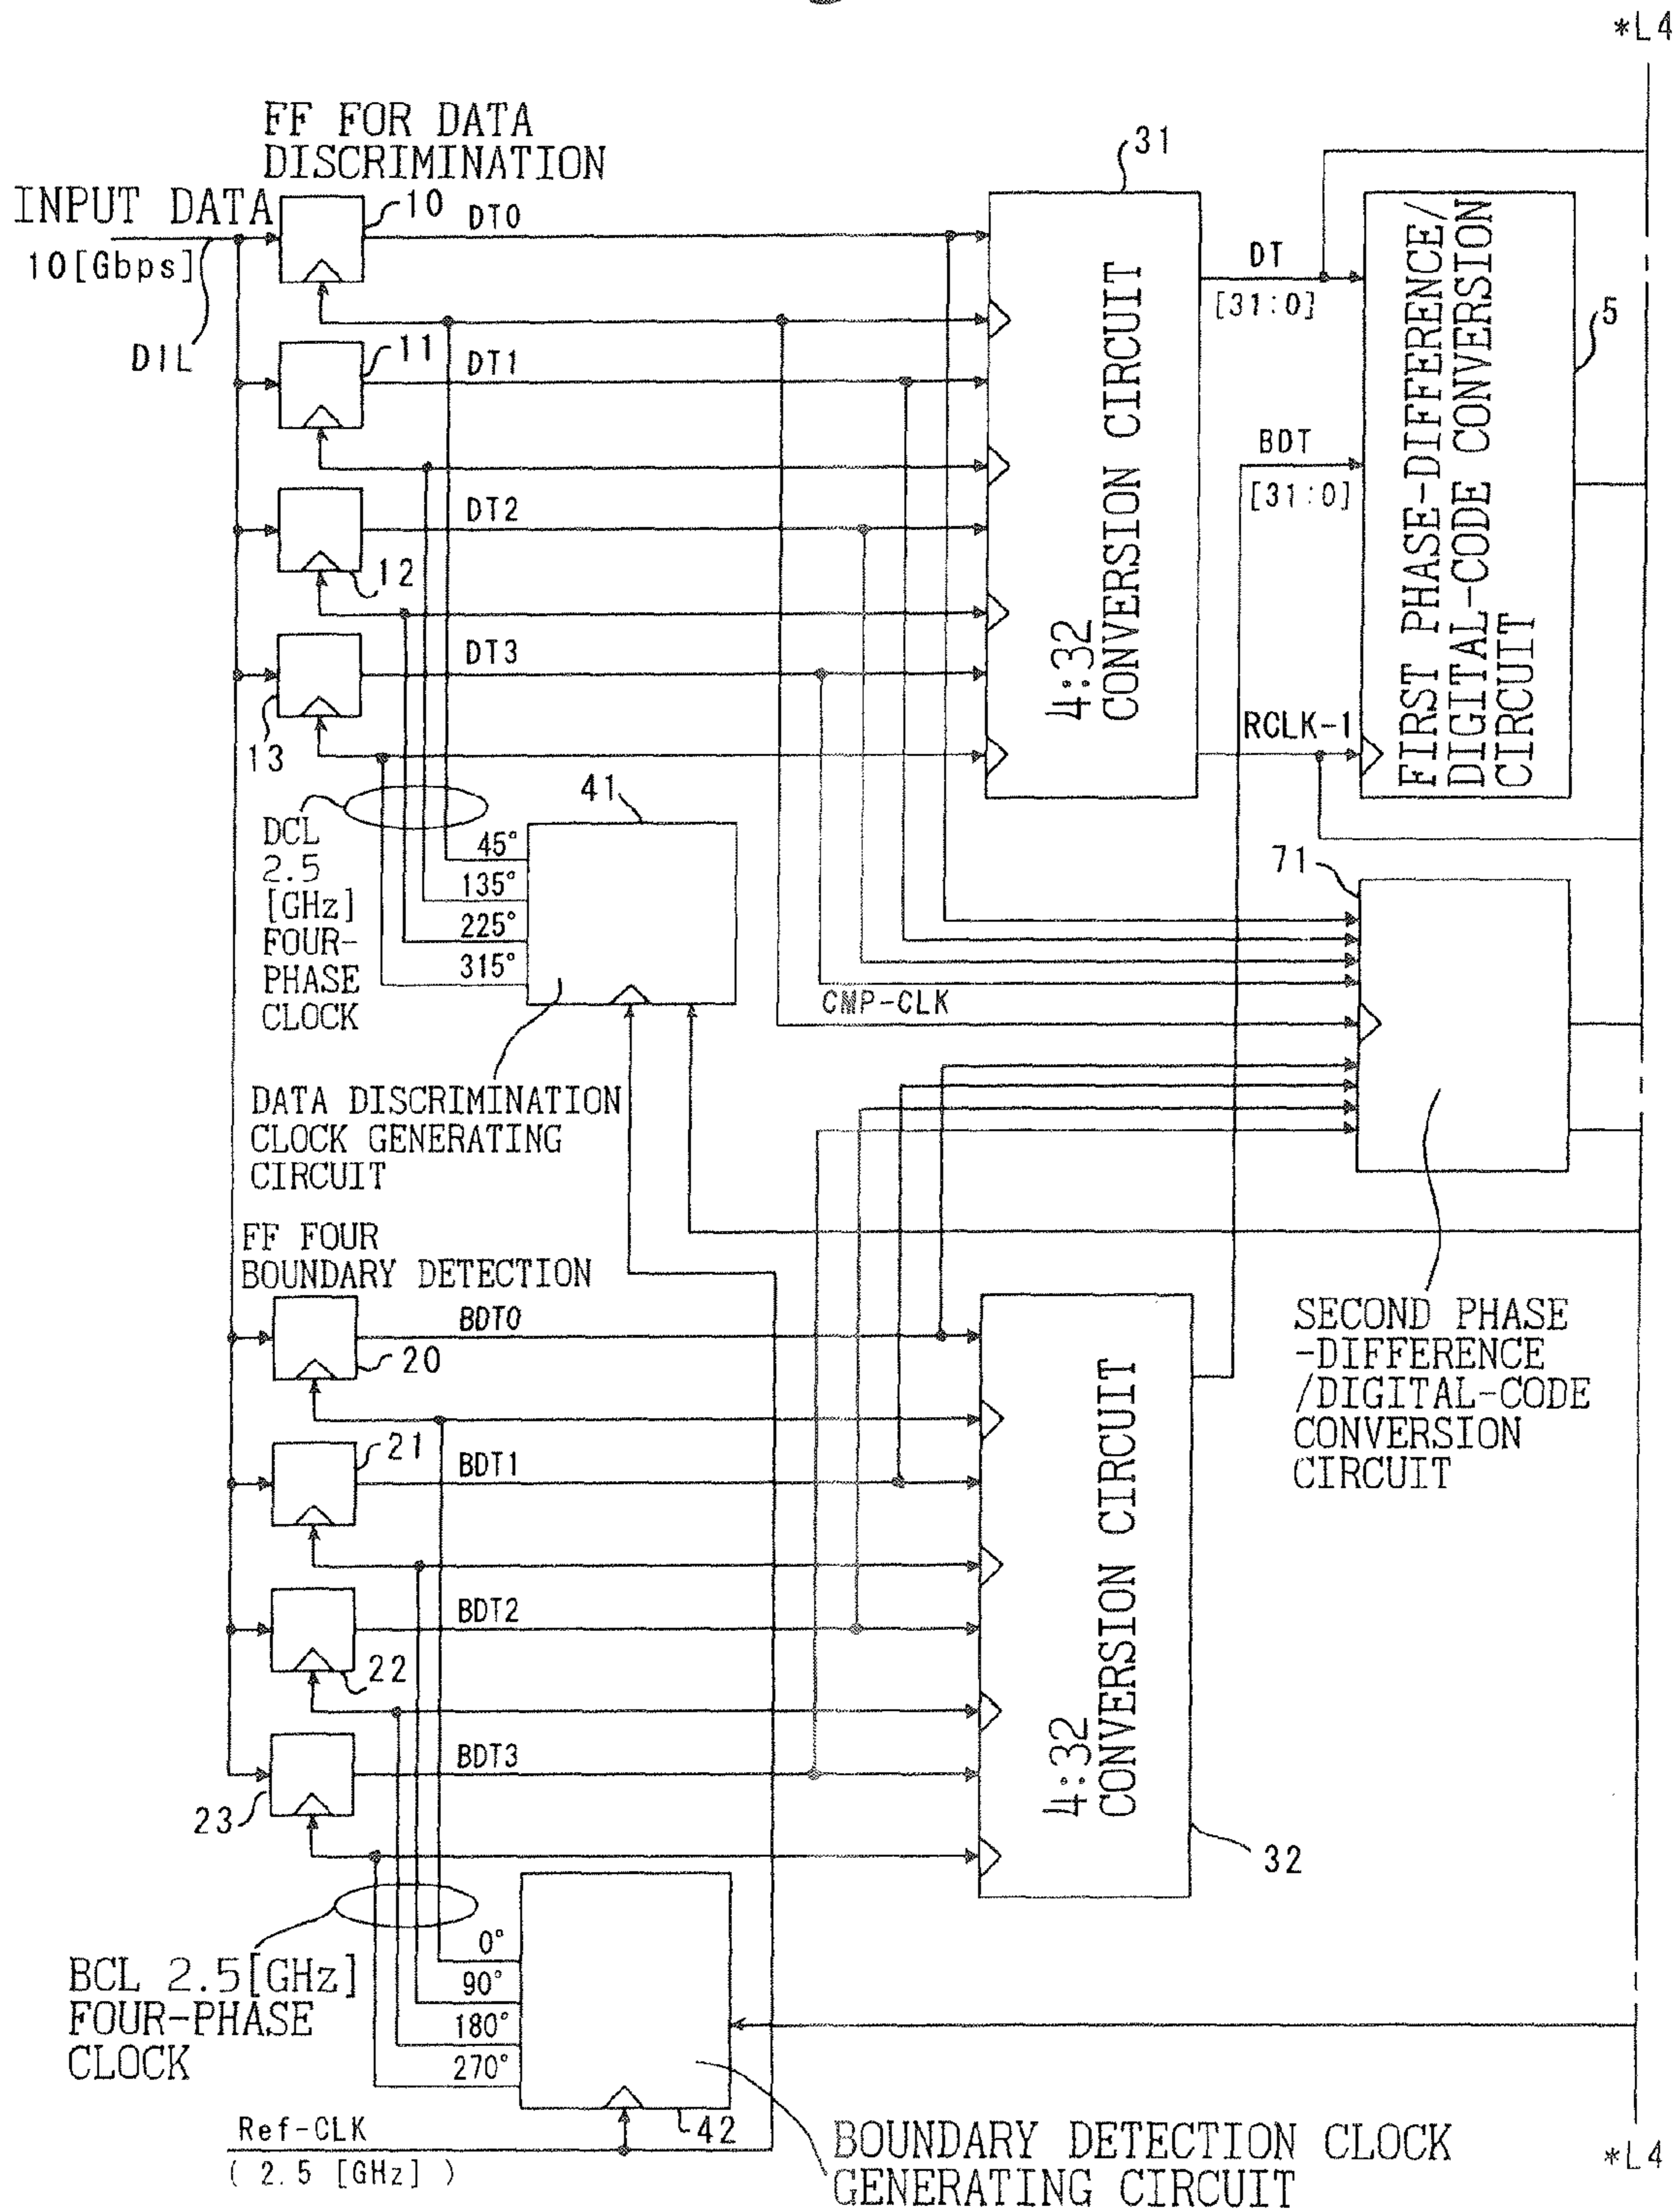 *L4
FF FOR DATA
DISCRIMINATION
31
INPUT DATA
10
DT0
10[Gbps]
DT
[31:0]
5
DIL
11
DT1
BDT
[31:0]
DT2
12
DT3
13
4:32
CONVERSION CIRCUIT
RCLK-1
FIRST PHASE-DIFFERENCE/
DIGITAL-CODE CONVERSION
CIRCUIT
41
DCL
2.5
[GHz]
FOUR-
PHASE
CLOCK
45°
135°
225°
315°
71
CMP-CLK
DATA DISCRIMINATION
CLOCK GENERATING
CIRCUIT
FF FOUR
BOUNDARY DETECTION
BDT0
20
SECOND PHASE
-DIFFERENCE
/DIGITAL-CODE
CONVERSION
CIRCUIT
21
BDT1
BDT2
22
BDT3
23
4:32
CONVERSION CIRCUIT
32
BCL 2.5[GHz]
FOUR-PHASE
CLOCK
0°
90°
180°
270°
Ref-CLK
( 2.5 [GHz] )
42
BOUNDARY DETECTION CLOCK
GENERATING CIRCUIT
*L4